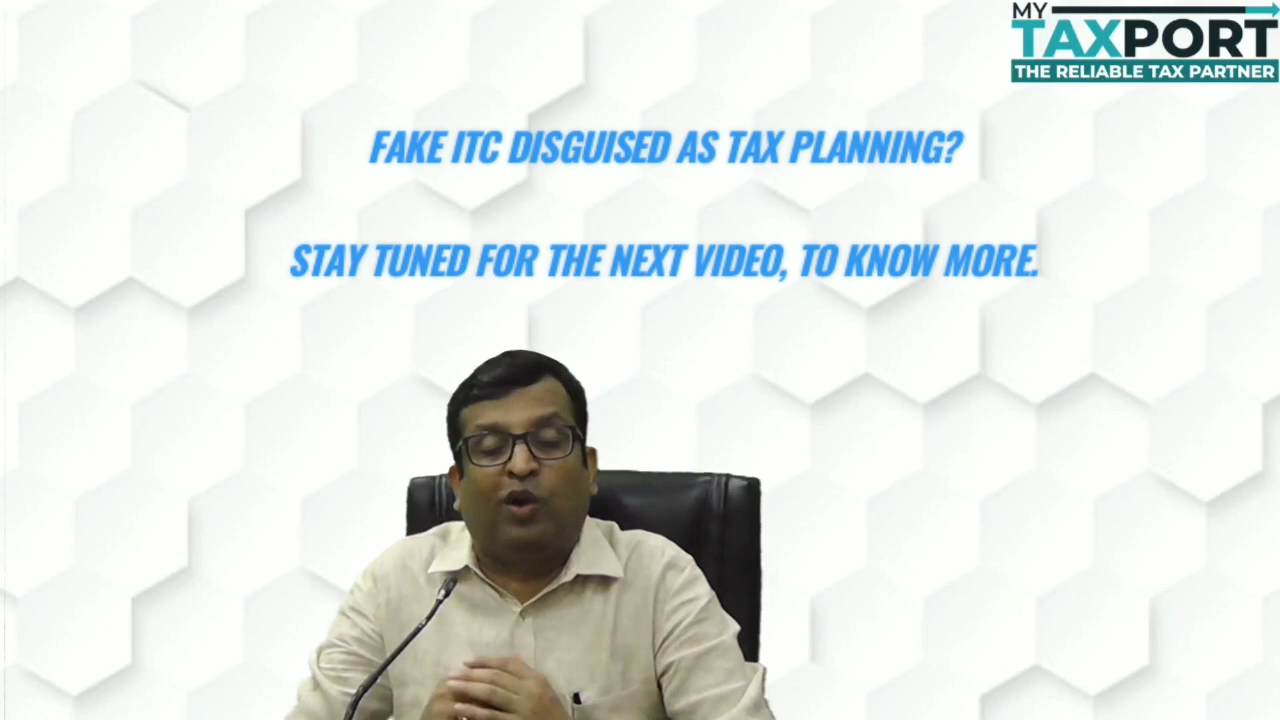 MY
TAXPORT
THE RELIABLE TAX PARTNER
FAKE ITC DISGUISED AS TAX PLANNING?
STAY TUNED FOR THE NEXT VIDEO, TO KNOW MORE.